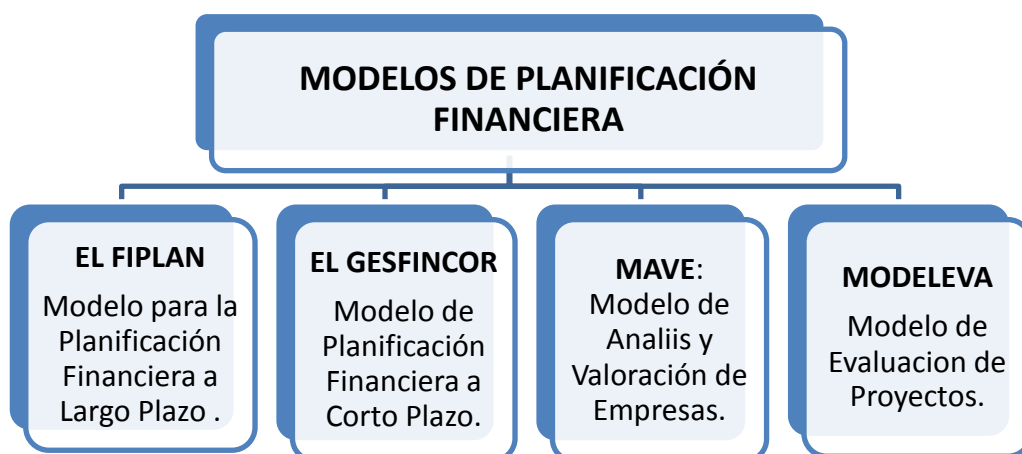 MODELOS DE PLANIFICACIÓN
FINANCIERA
EL FIPLAN
Modelo para la
Planificación
Financiera a
Largo Plazo .
EL GESFINCOR
Modelo de
Planificación
Financiera a
Corto Plazo.
MAVE:
Modelo de
Analiis y
Valoración de
Empresas.
MODELEVA
Modelo de
Evaluacion de
Proyectos.